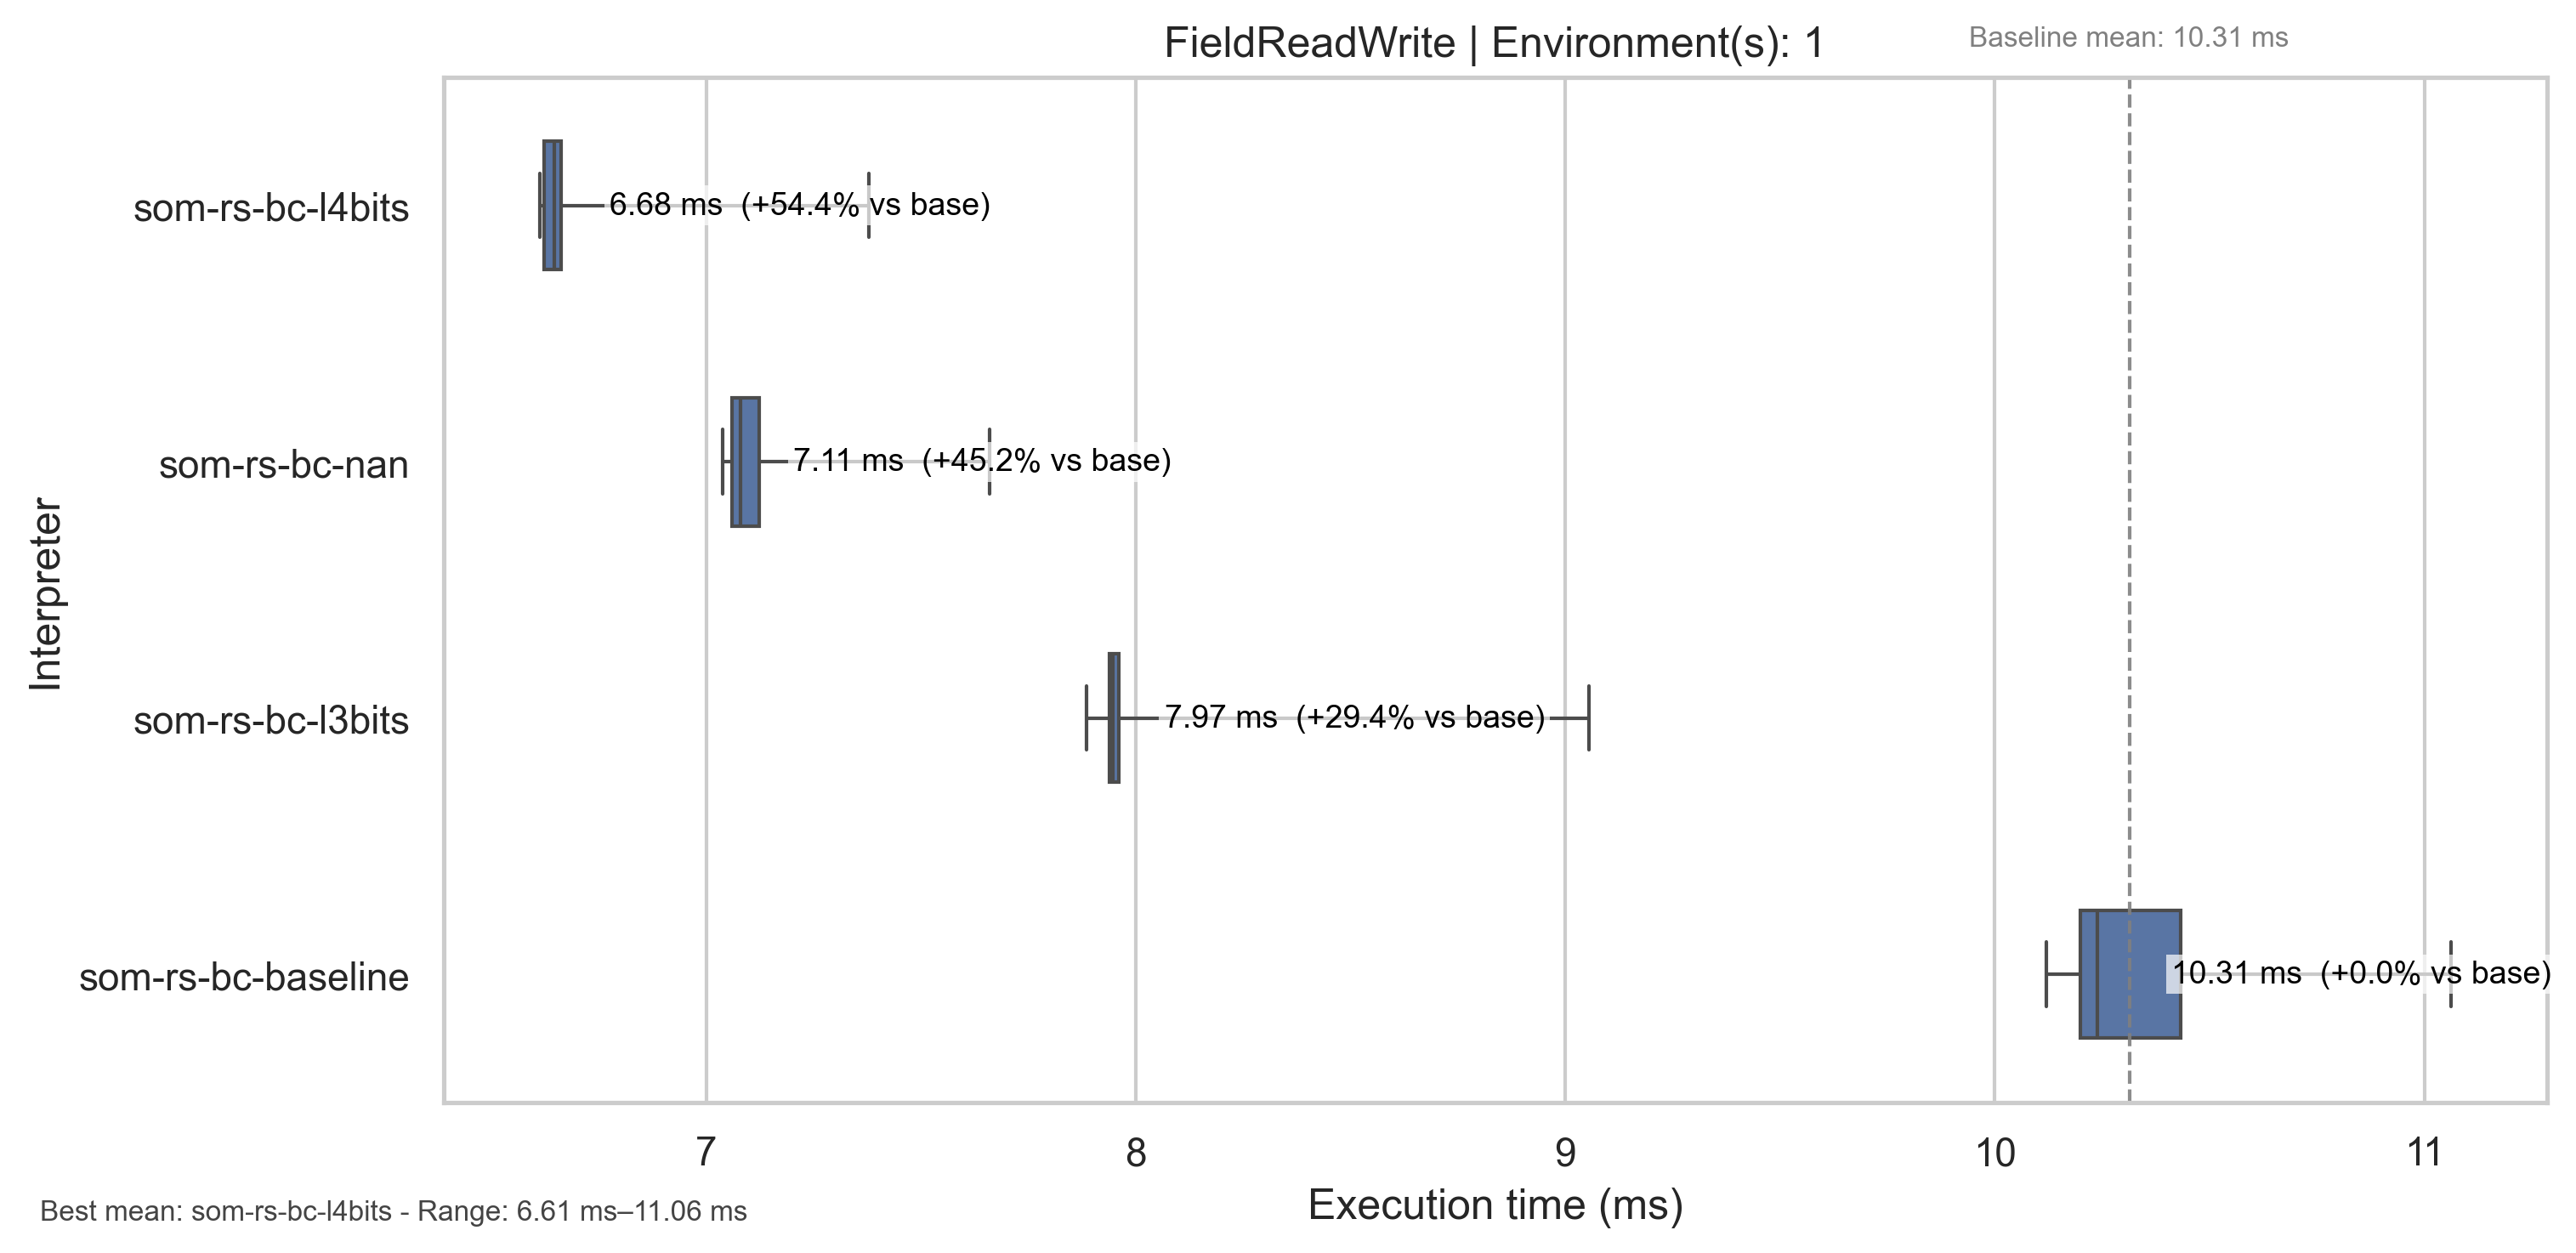 FieldReadWrite | Environment(s): 1
Baseline mean: 10.31 ms
som-rs-bc-l4bits
6.68 ms (+54.4% vs base)
som-rs-bc-nan
7.11 ms (+45.2% vs base)
som-rs-bc-l3bits
7.97 ms (+29.4% vs base)
som-rs-bc-baseline
10.31 ms (+0.0% vs base)
Interpreter
7 8 9 10 11
Execution time (ms)
Best mean: som-rs-bc-l4bits - Range: 6.61 ms–11.06 ms